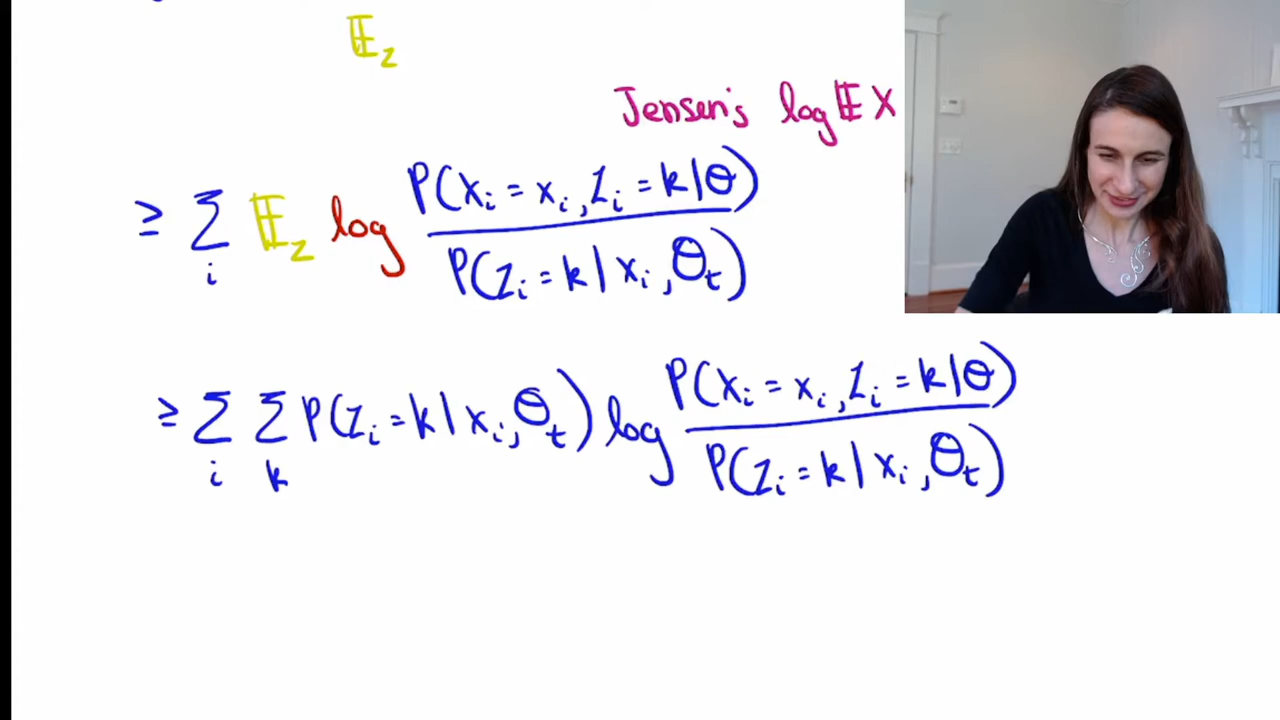 𝔼_z
Jensen's log 𝔼 X
≥ Σ_i 𝔼_z log P(X_i = x_i, Z_i = k | θ) / P(Z_i = k | x_i, θ_t)
≥ Σ_i Σ_k P(Z_i = k | x_i, θ_t) log P(X_i = x_i, Z_i = k | θ) / P(Z_i = k | x_i, θ_t)